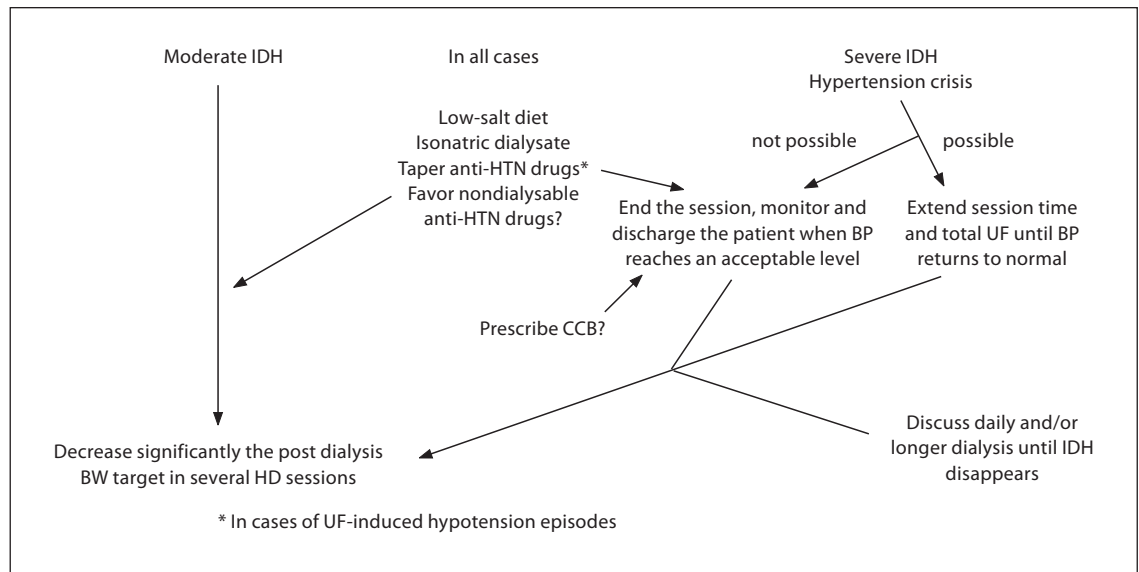 Moderate IDH
In all cases
Severe IDH
Hypertension crisis
Low-salt diet
Isonatric dialysate
Taper anti-HTN drugs*
Favor nondialysable
anti-HTN drugs?
not possible
possible
End the session, monitor and
discharge the patient when BP
reaches an acceptable level
Extend session time
and total UF until BP
returns to normal
Prescribe CCB?
Decrease significantly the post dialysis
BW target in several HD sessions
Discuss daily and/or
longer dialysis until IDH
disappears
* In cases of UF-induced hypotension episodes